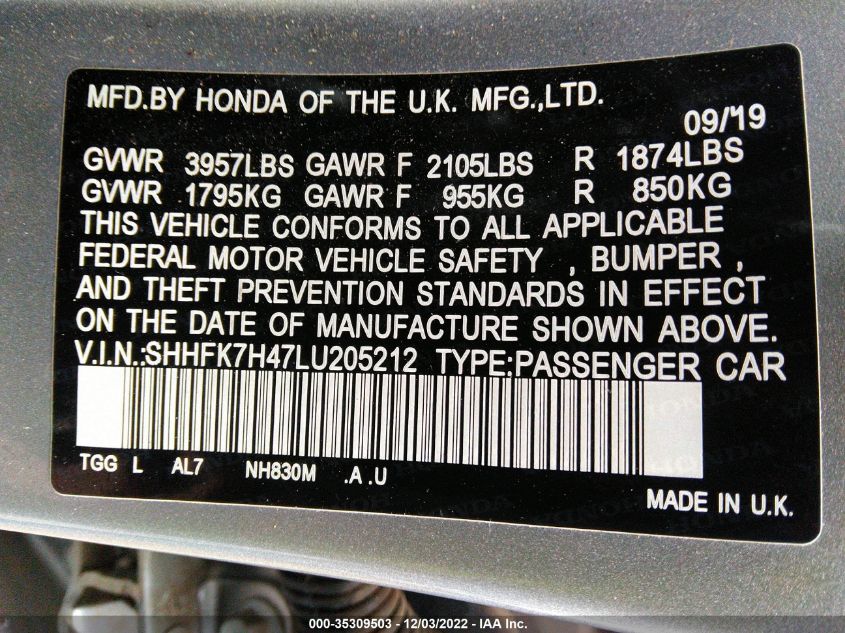 MFD.BY HONDA OF THE U.K. MFG.,LTD.
09/'19
GVWR 3957LBS GAWR F 2105LBS R 1874LBS
GVWR 1795KG GAWR F 955KG R 850KG
THIS VEHICLE CONFORMS TO ALL APPLICABLE
FEDERAL MOTOR VEHICLE SAFETY , BUMPER ,
AND THEFT PREVENTION STANDARDS IN EFFECT
ON THE DATE OF MANUFACTURE SHOWN ABOVE.
V.I.N.:SHHFK7H47LU205212 TYPE:PASSENGER CAR
TGG L AL7 NH830M .A .U
MADE IN U.K.
000-35309503 - 12/03/2022 - IAA Inc.